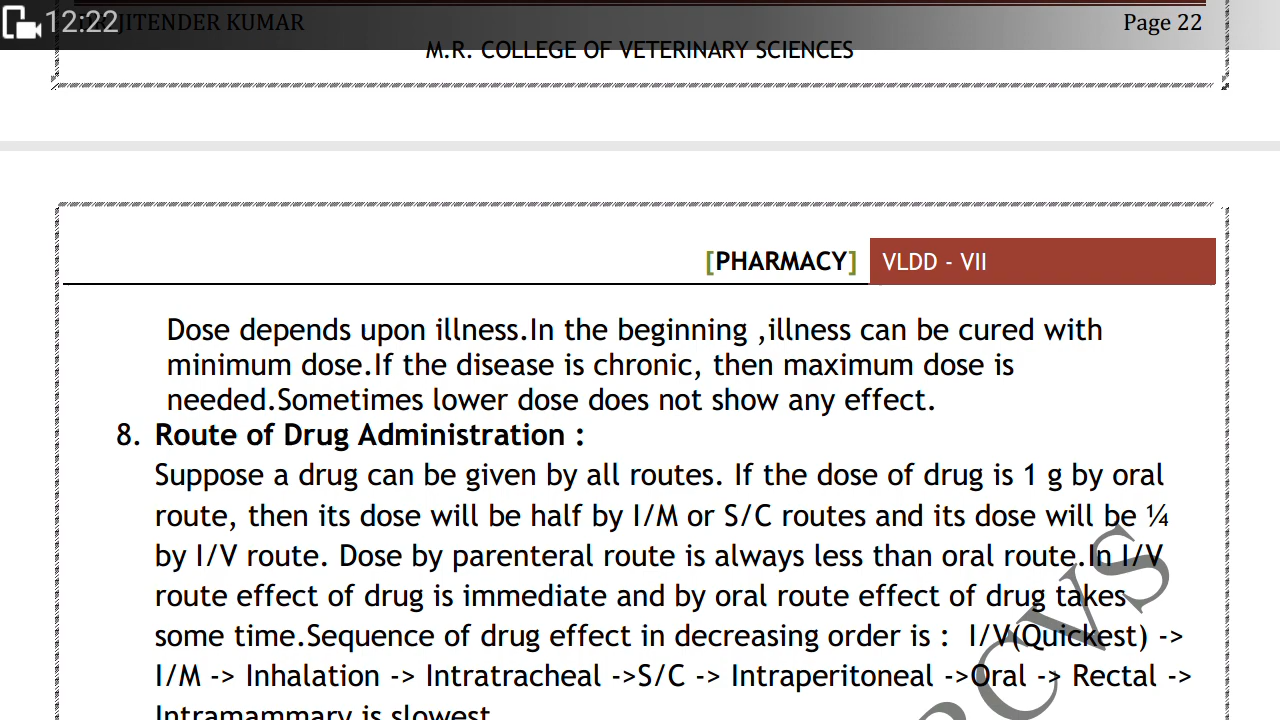 12:22
JITENDER KUMAR
Page 22
M.R. COLLEGE OF VETERINARY SCIENCES
[PHARMACY] VLDD - VII
Dose depends upon illness.In the beginning ,illness can be cured with
minimum dose.If the disease is chronic, then maximum dose is
needed.Sometimes lower dose does not show any effect.
8. Route of Drug Administration :
Suppose a drug can be given by all routes. If the dose of drug is 1 g by oral
route, then its dose will be half by I/M or S/C routes and its dose will be ¼
by I/V route. Dose by parenteral route is always less than oral route.In I/V
route effect of drug is immediate and by oral route effect of drug takes
some time.Sequence of drug effect in decreasing order is : I/V(Quickest) ->
I/M -> Inhalation -> Intratracheal ->S/C -> Intraperitoneal ->Oral -> Rectal ->
Intramammary is slowest
RCVS